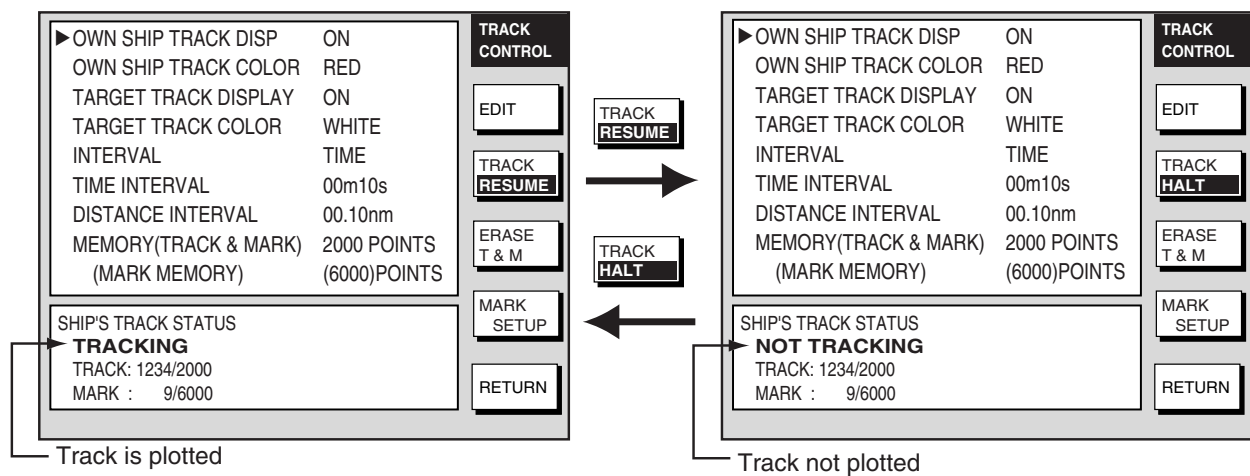 OWN SHIP TRACK DISP ON
OWN SHIP TRACK COLOR RED
TARGET TRACK DISPLAY ON
TARGET TRACK COLOR WHITE
INTERVAL TIME
TIME INTERVAL 00m10s
DISTANCE INTERVAL 00.10nm
MEMORY(TRACK & MARK) 2000 POINTS
(MARK MEMORY) (6000)POINTS
SHIP'S TRACK STATUS
TRACKING
TRACK: 1234/2000
MARK : 9/6000
TRACK
CONTROL
EDIT
TRACK
RESUME
ERASE
T & M
MARK
SETUP
RETURN
Track is plotted
TRACK
RESUME
TRACK
HALT
OWN SHIP TRACK DISP ON
OWN SHIP TRACK COLOR RED
TARGET TRACK DISPLAY ON
TARGET TRACK COLOR WHITE
INTERVAL TIME
TIME INTERVAL 00m10s
DISTANCE INTERVAL 00.10nm
MEMORY(TRACK & MARK) 2000 POINTS
(MARK MEMORY) (6000)POINTS
SHIP'S TRACK STATUS
NOT TRACKING
TRACK: 1234/2000
MARK : 9/6000
TRACK
CONTROL
EDIT
TRACK
HALT
ERASE
T & M
MARK
SETUP
RETURN
Track not plotted